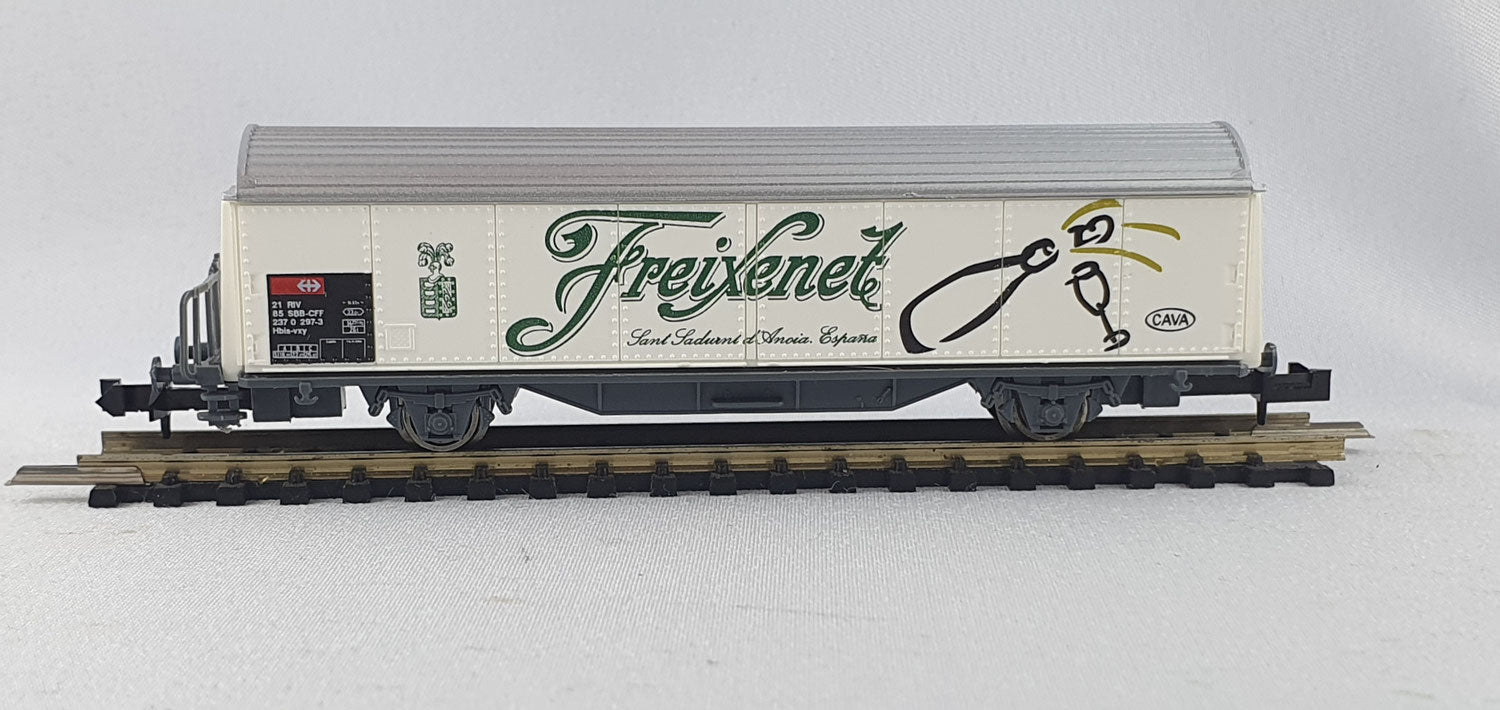 21 RIV
85 SBB-CFF
237 0 297-3
Hbis-vxy
A B C
Freixenet
Sant Sadurní d'Anoia. España
CAVA